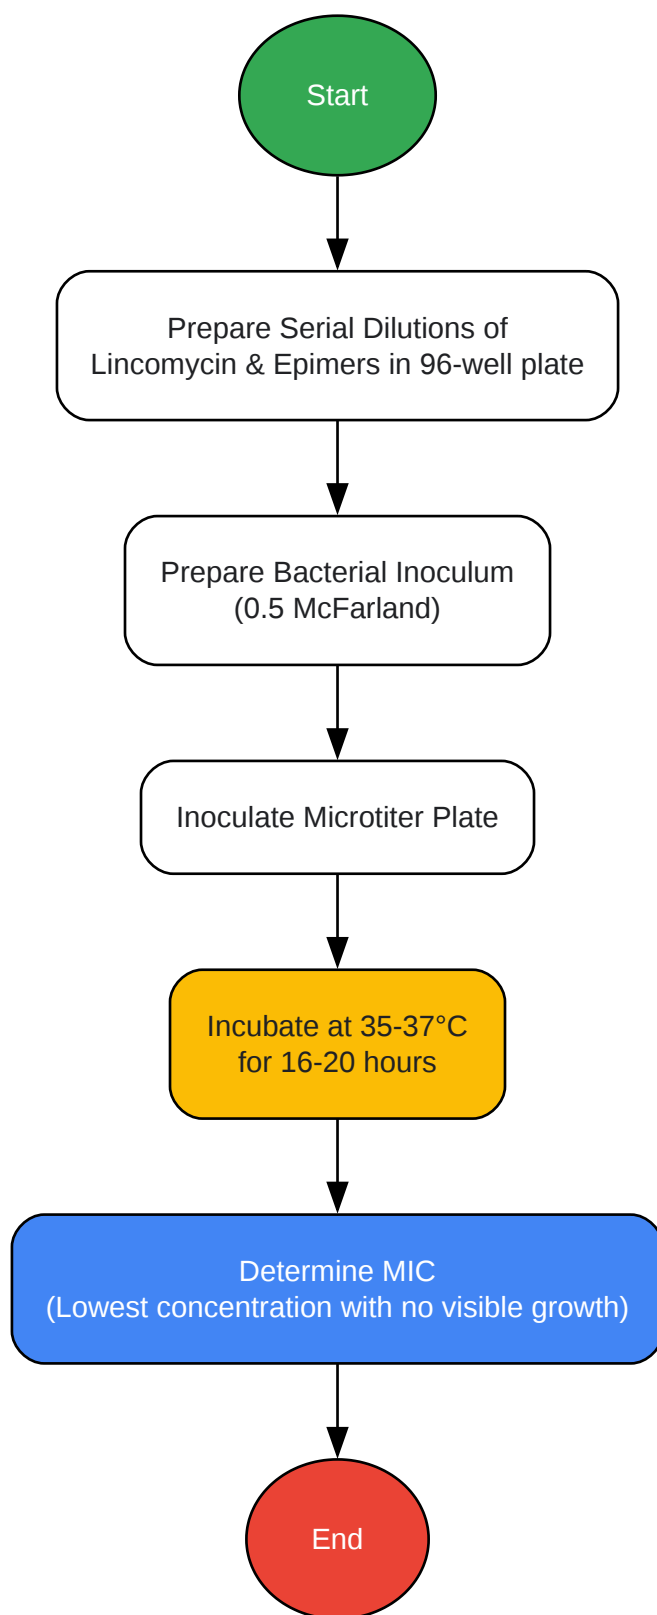 Start
Prepare Serial Dilutions of
Lincomycin & Epimers in 96-well plate
Prepare Bacterial Inoculum
(0.5 McFarland)
Inoculate Microtiter Plate
Incubate at 35-37°C
for 16-20 hours
Determine MIC
(Lowest concentration with no visible growth)
End